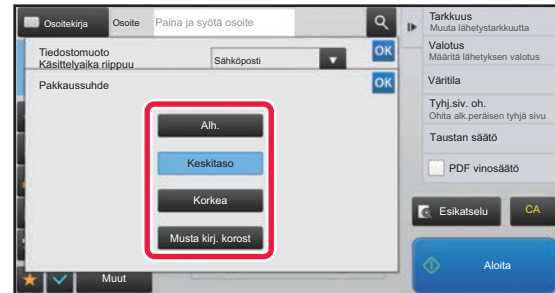 Osoitekirja
Osoite
Paina ja syötä osoite
Tiedostomuoto
Käsittelyaika riippuu
Sähköposti
OK
Pakkaussuhde
OK
Alh.
Keskitaso
Korkea
Musta kirj. korost
Muut
Tarkkuus
Muuta lähetystarkkuutta
Valotus
Määritä lähetyksen valotus
Väritila
Tyhj.siv. oh.
Ohita alk.peräisen tyhjä sivu
Taustan säätö
PDF vinosäätö
Esikatselu
CA
Aloita